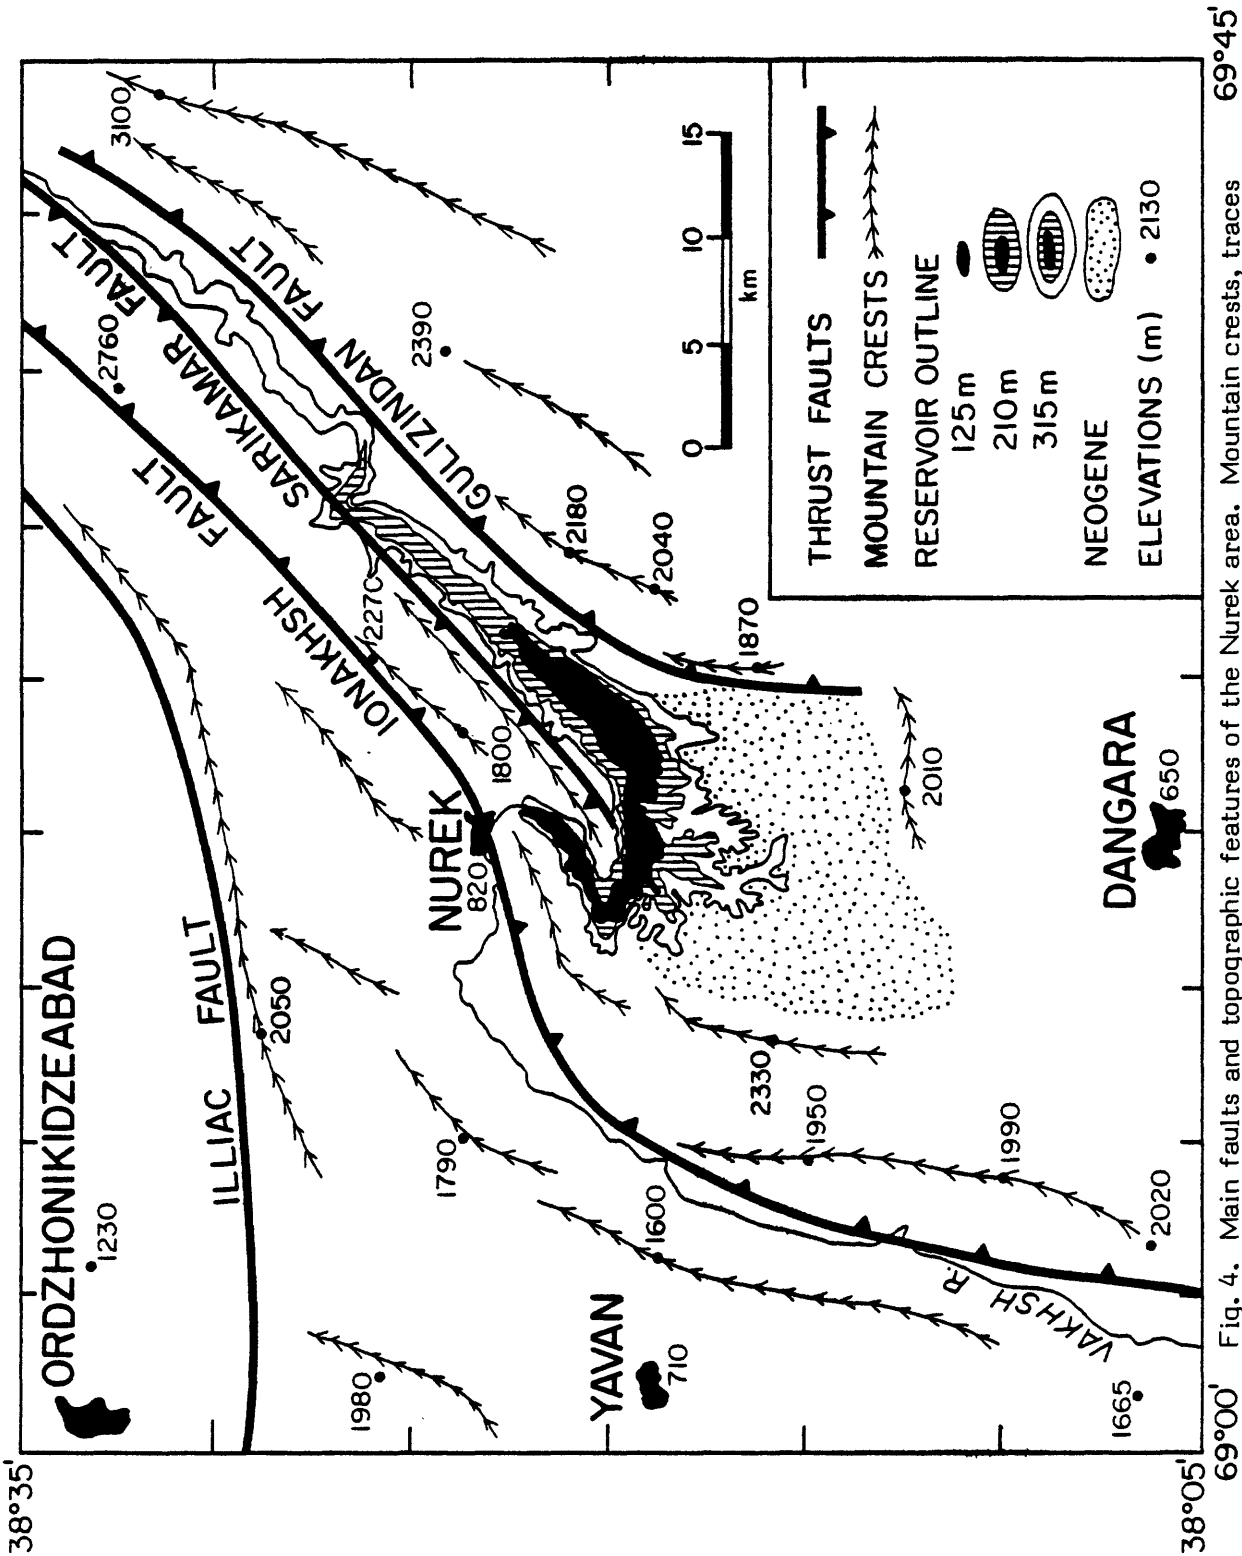 38°35'
ORDZHONIKIDZEABAD
1230
3100
2760
ILLIAC FAULT
2050
IONAKHSH FAULT
SARIKAMAR FAULT
GULIZINDAN FAULT
2390
2270
1800
1980
1790
NUREK
820
2180
2040
YAVAN
710
1600
1870
2330
1950
2010
1990
DANGARA
650
2020
VAKHSH R.
1665
0 5 10 15
km
THRUST FAULTS
MOUNTAIN CRESTS
RESERVOIR OUTLINE
125m
210m
315m
NEOGENE
ELEVATIONS (m) • 2130
38°05'
69°00'
69°45'
Fig. 4. Main faults and topographic features of the Nurek area. Mountain crests, traces